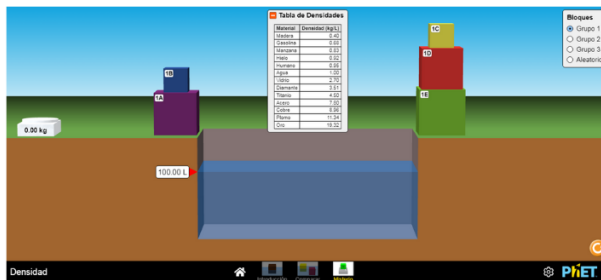 Tabla de Densidades
Material Densidad (kg/L)
Madera 0.40
Gasolina 0.68
Manzana 0.83
Hielo 0.92
Humano 0.95
Agua 1.00
Vidrio 2.70
Diamante 3.51
Titanio 4.50
Acero 7.80
Cobre 8.96
Plomo 11.34
Oro 19.32
Bloques
Grupo 1
Grupo 2
Grupo 3
Aleatorio
1C
1D
1E
1B
1A
0.00 kg
100.00 L
Densidad
Introducción
Comparar
Misterio
PhET